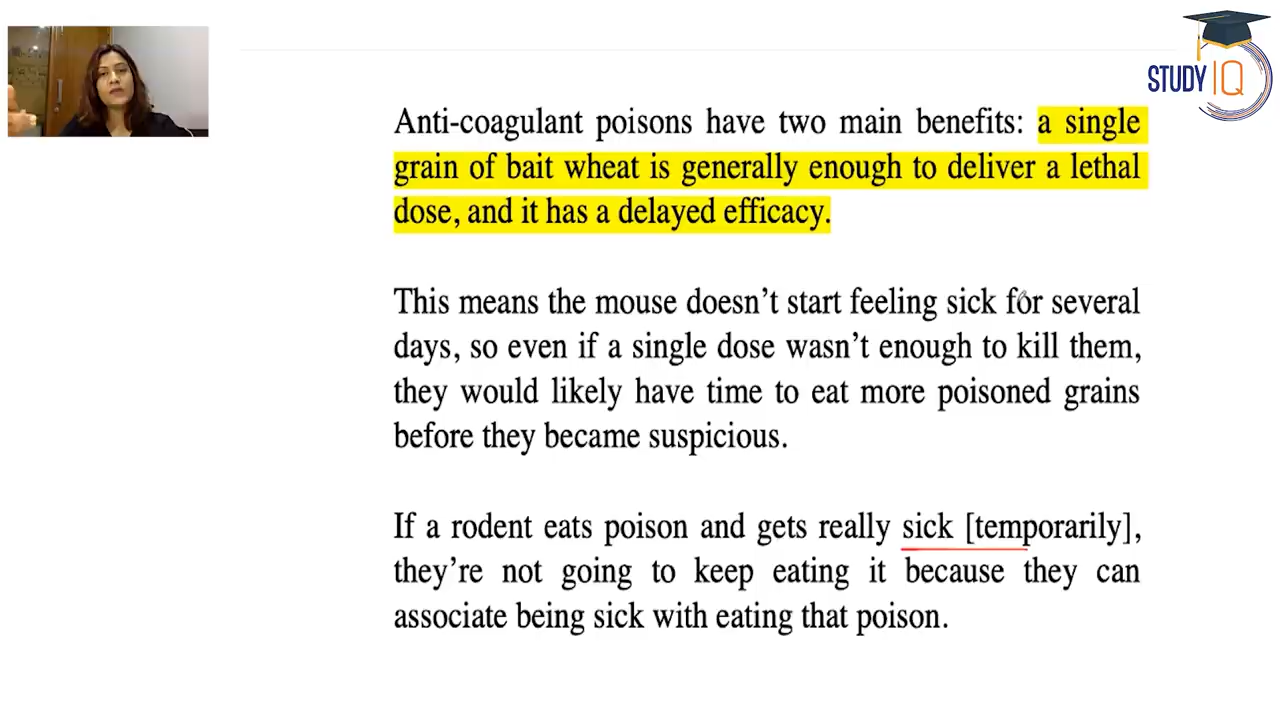 STUDY IQ
Anti-coagulant poisons have two main benefits: a single
grain of bait wheat is generally enough to deliver a lethal
dose, and it has a delayed efficacy.
This means the mouse doesn’t start feeling sick for several
days, so even if a single dose wasn’t enough to kill them,
they would likely have time to eat more poisoned grains
before they became suspicious.
If a rodent eats poison and gets really sick [temporarily],
they’re not going to keep eating it because they can
associate being sick with eating that poison.